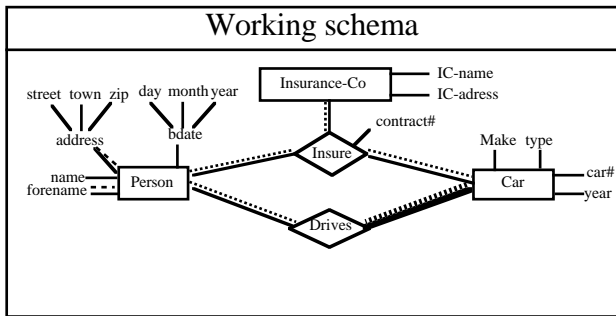 Working schema
street town zip
day month year
address
bdate
name
forename
Person
Insurance-Co
IC-name
IC-adress
contract#
Insure
Drives
Make type
Car
car#
year